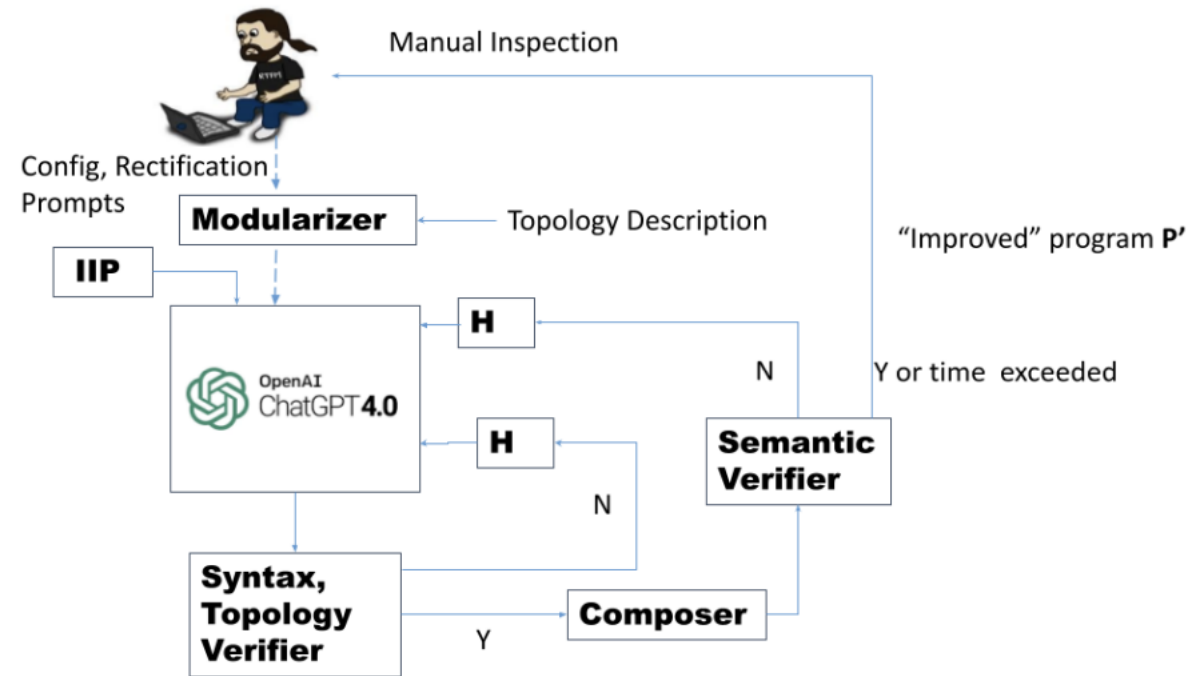 Manual Inspection
Config, Rectification
Prompts
Modularizer
Topology Description
“Improved” program P’
IIP
H
N
Y or time  exceeded
OpenAI
ChatGPT4.0
H
Semantic
Verifier
N
Syntax,
Topology
Verifier
Y
Composer